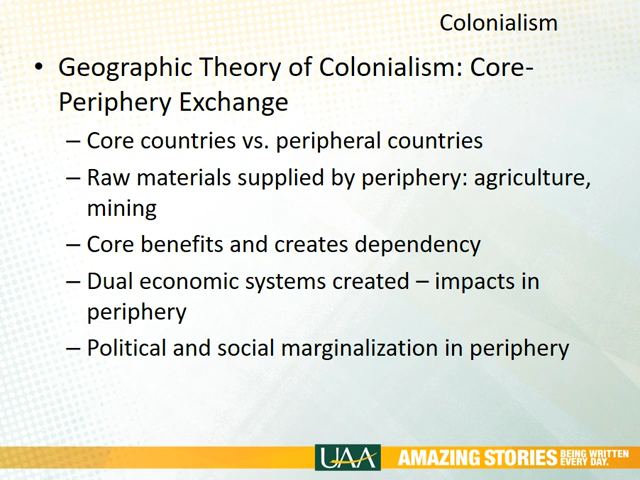 Colonialism
• Geographic Theory of Colonialism: Core-
Periphery Exchange
– Core countries vs. peripheral countries
– Raw materials supplied by periphery: agriculture,
mining
– Core benefits and creates dependency
– Dual economic systems created – impacts in
periphery
– Political and social marginalization in periphery
UAA AMAZING STORIES BEING WRITTEN
EVERY DAY.